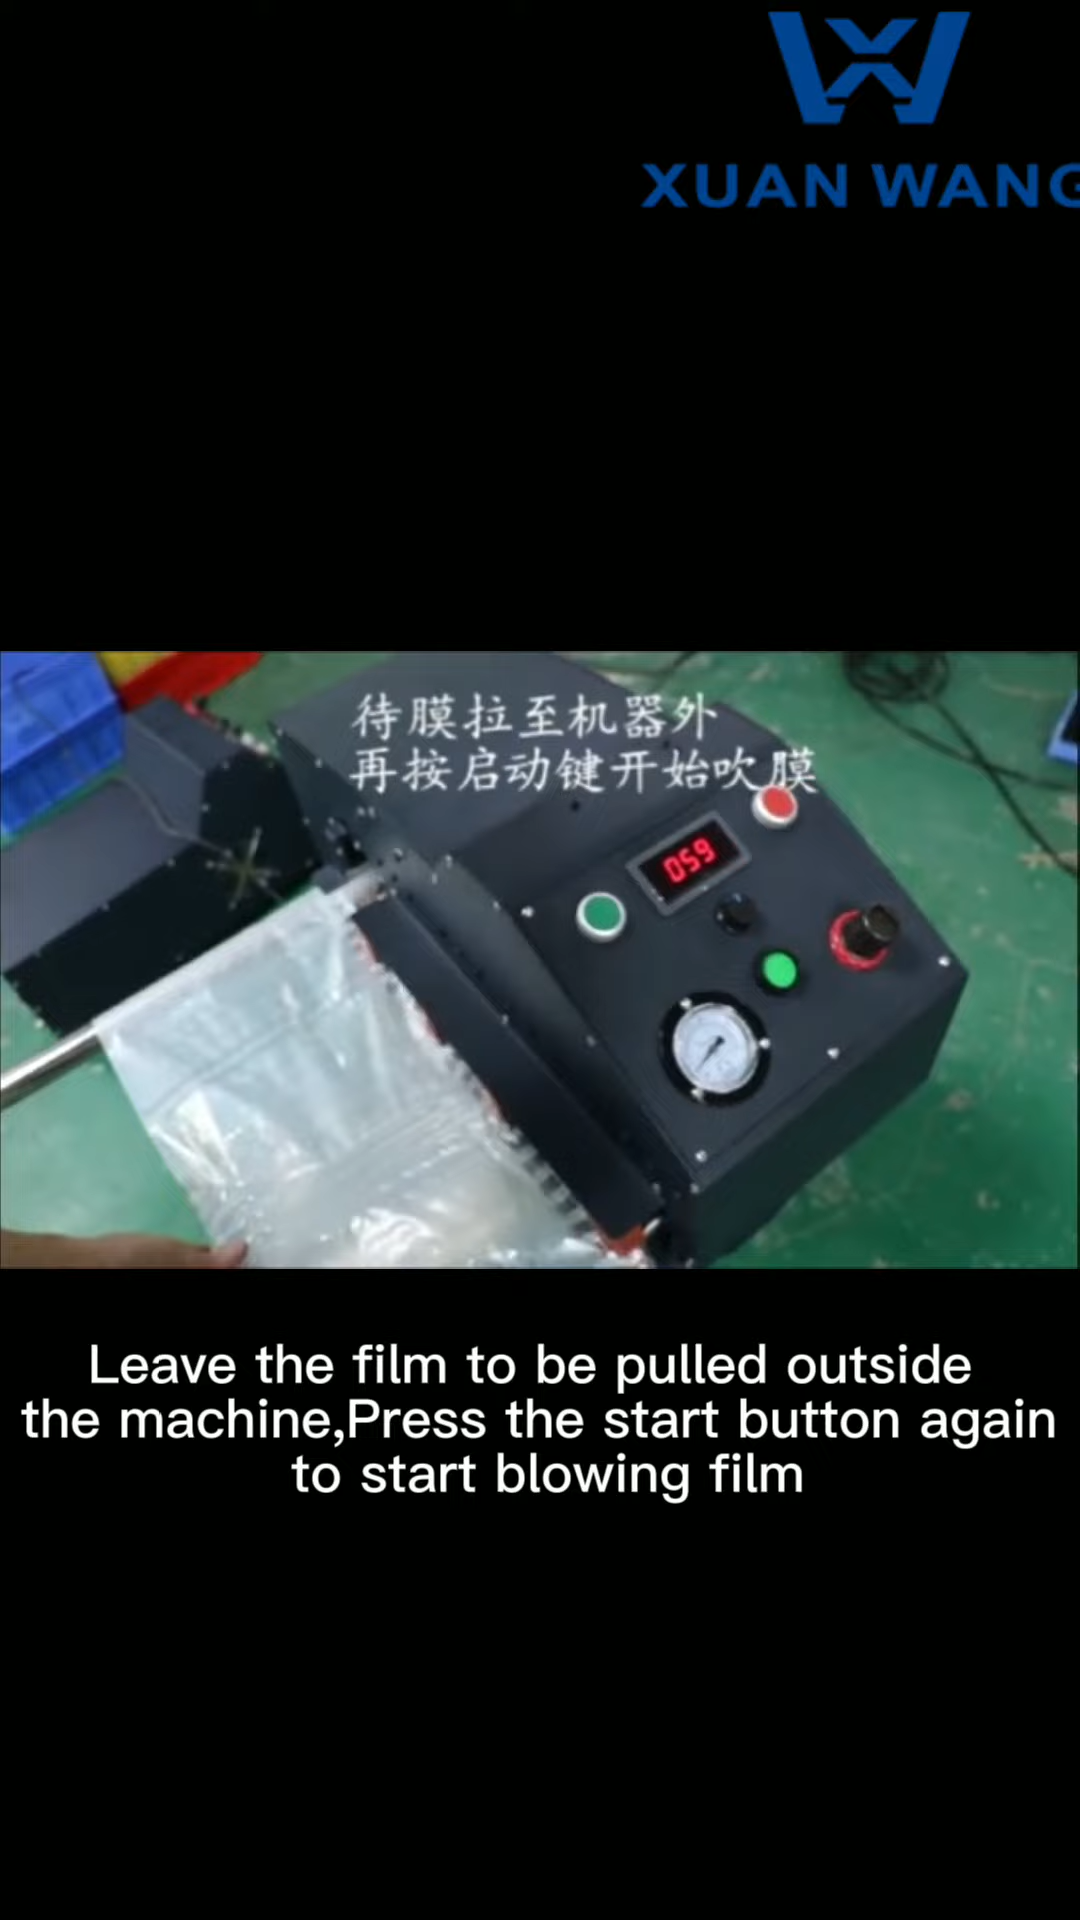 XUAN WANG
待膜拉至机器外
再按启动键开始吹膜
059
Leave the film to be pulled outside
the machine,Press the start button again
to start blowing film